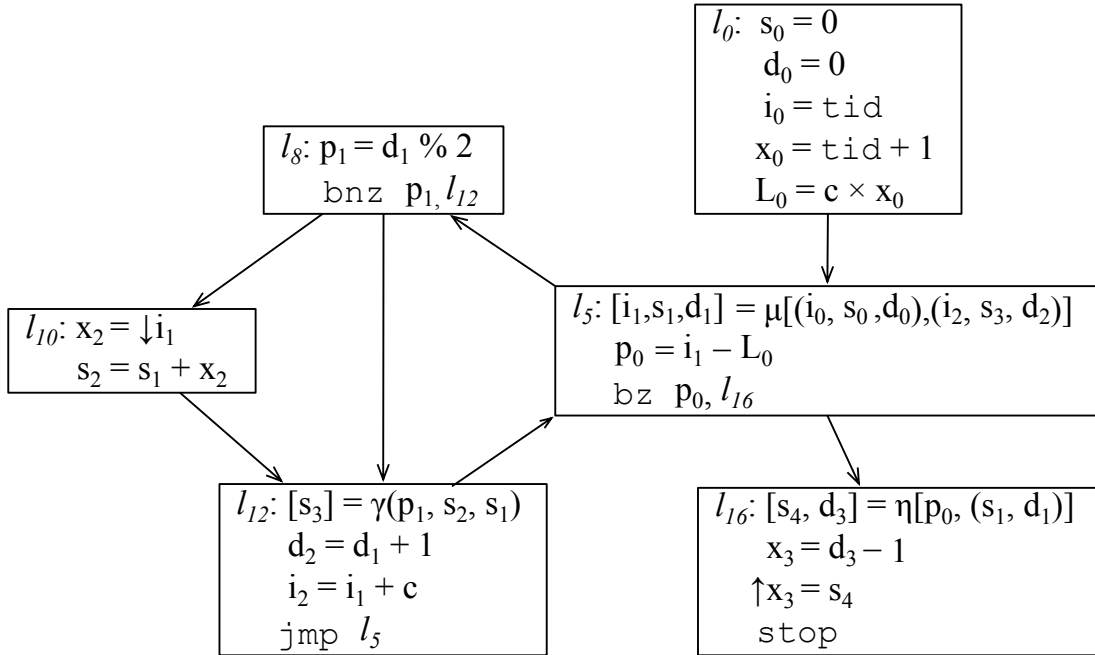 l₀: s₀ = 0
d₀ = 0
i₀ = tid
x₀ = tid + 1
L₀ = c × x₀
l₈: p₁ = d₁ % 2
bnz p₁, l₁₂
l₅: [i₁,s₁,d₁] = μ[(i₀, s₀ ,d₀),(i₂, s₃, d₂)]
p₀ = i₁ – L₀
bz p₀, l₁₆
l₁₀: x₂ = ↓i₁
s₂ = s₁ + x₂
l₁₂: [s₃] = γ(p₁, s₂, s₁)
d₂ = d₁ + 1
i₂ = i₁ + c
jmp l₅
l₁₆: [s₄, d₃] = η[p₀, (s₁, d₁)]
x₃ = d₃ – 1
↑x₃ = s₄
stop